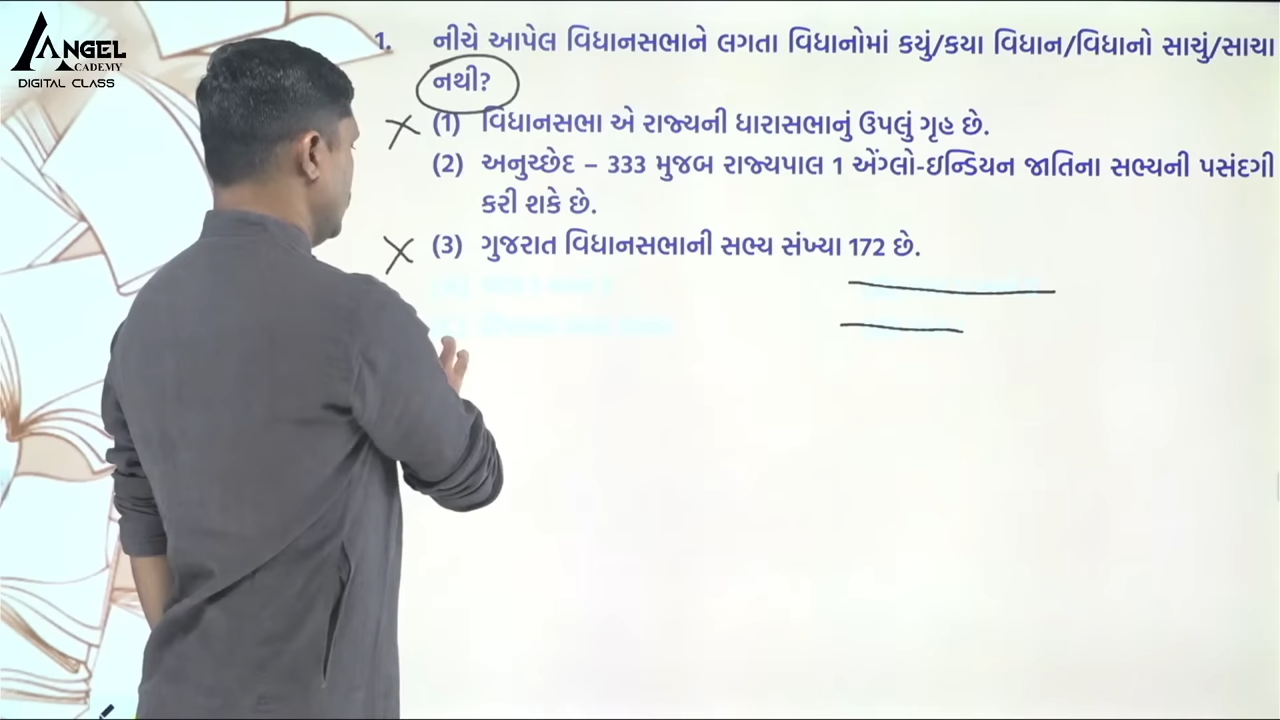 ANGEL
ACADEMY
DIGITAL CLASS
1. નીચે આપેલ વિધાનસભાને લગતા વિધાનોમાં કયું/કયા વિધાન/વિધાનો સાચું/સાચા
નથી?
(1) વિધાનસભા એ રાજ્યની ધારાસભાનું ઉપલું ગૃહ છે.
(2) અનુચ્છેદ – 333 મુજબ રાજ્યપાલ 1 એંગ્લો-ઇન્ડિયન જાતિના સભ્યની પસંદગી
કરી શકે છે.
(3) ગુજરાત વિધાનસભાની સભ્ય સંખ્યા 172 છે.